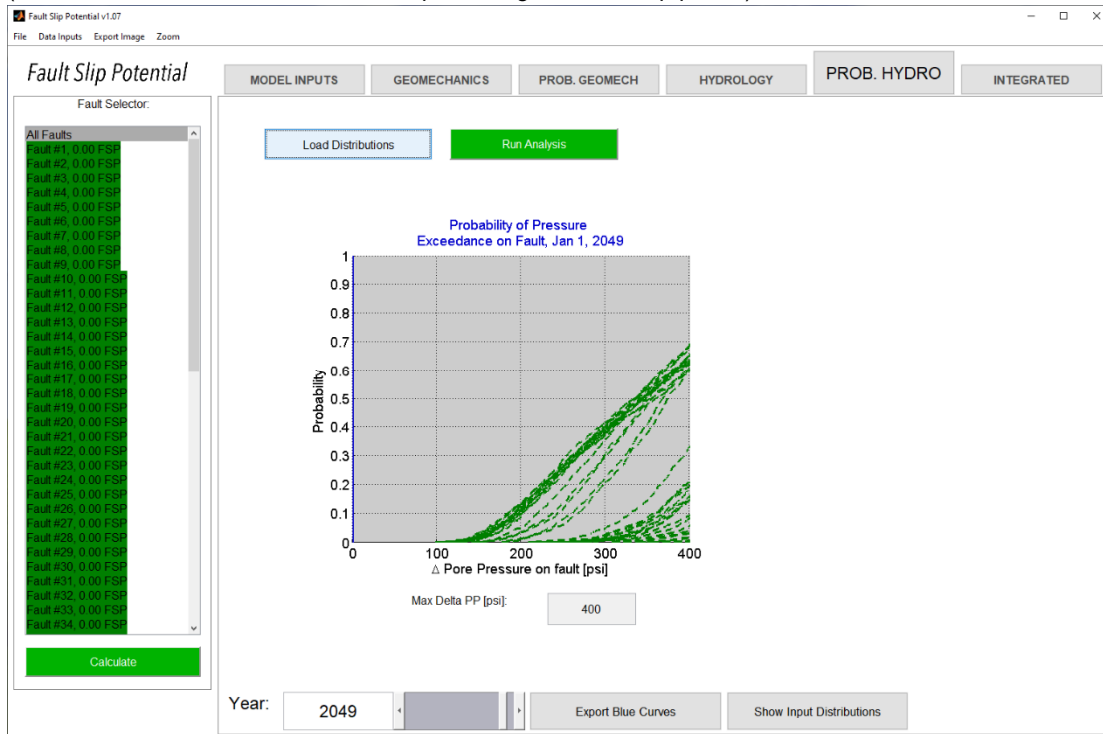 Fault Slip Potential v1.07
File Data Inputs Export Image Zoom
Fault Slip Potential
MODEL INPUTS GEOMECHANICS PROB. GEOMECH HYDROLOGY PROB. HYDRO INTEGRATED
Fault Selector:
All Faults
Fault #1, 0.00 FSP
Fault #2, 0.00 FSP
Fault #3, 0.00 FSP
Fault #4, 0.00 FSP
Fault #5, 0.00 FSP
Fault #6, 0.00 FSP
Fault #7, 0.00 FSP
Fault #8, 0.00 FSP
Fault #9, 0.00 FSP
Fault #10, 0.00 FSP
Fault #11, 0.00 FSP
Fault #12, 0.00 FSP
Fault #13, 0.00 FSP
Fault #14, 0.00 FSP
Fault #15, 0.00 FSP
Fault #16, 0.00 FSP
Fault #17, 0.00 FSP
Fault #18, 0.00 FSP
Fault #19, 0.00 FSP
Fault #20, 0.00 FSP
Fault #21, 0.00 FSP
Fault #22, 0.00 FSP
Fault #23, 0.00 FSP
Fault #24, 0.00 FSP
Fault #25, 0.00 FSP
Fault #26, 0.00 FSP
Fault #27, 0.00 FSP
Fault #28, 0.00 FSP
Fault #29, 0.00 FSP
Fault #30, 0.00 FSP
Fault #31, 0.00 FSP
Fault #32, 0.00 FSP
Fault #33, 0.00 FSP
Fault #34, 0.00 FSP
Calculate
Load Distributions Run Analysis
Probability of Pressure
Exceedance on Fault, Jan 1, 2049
1
0.9
0.8
0.7
0.6
0.5
0.4
0.3
0.2
0.1
0
Probability
0 100 200 300 400
Δ Pore Pressure on fault [psi]
Max Delta PP [psi]: 400
Year: 2049 Export Blue Curves Show Input Distributions